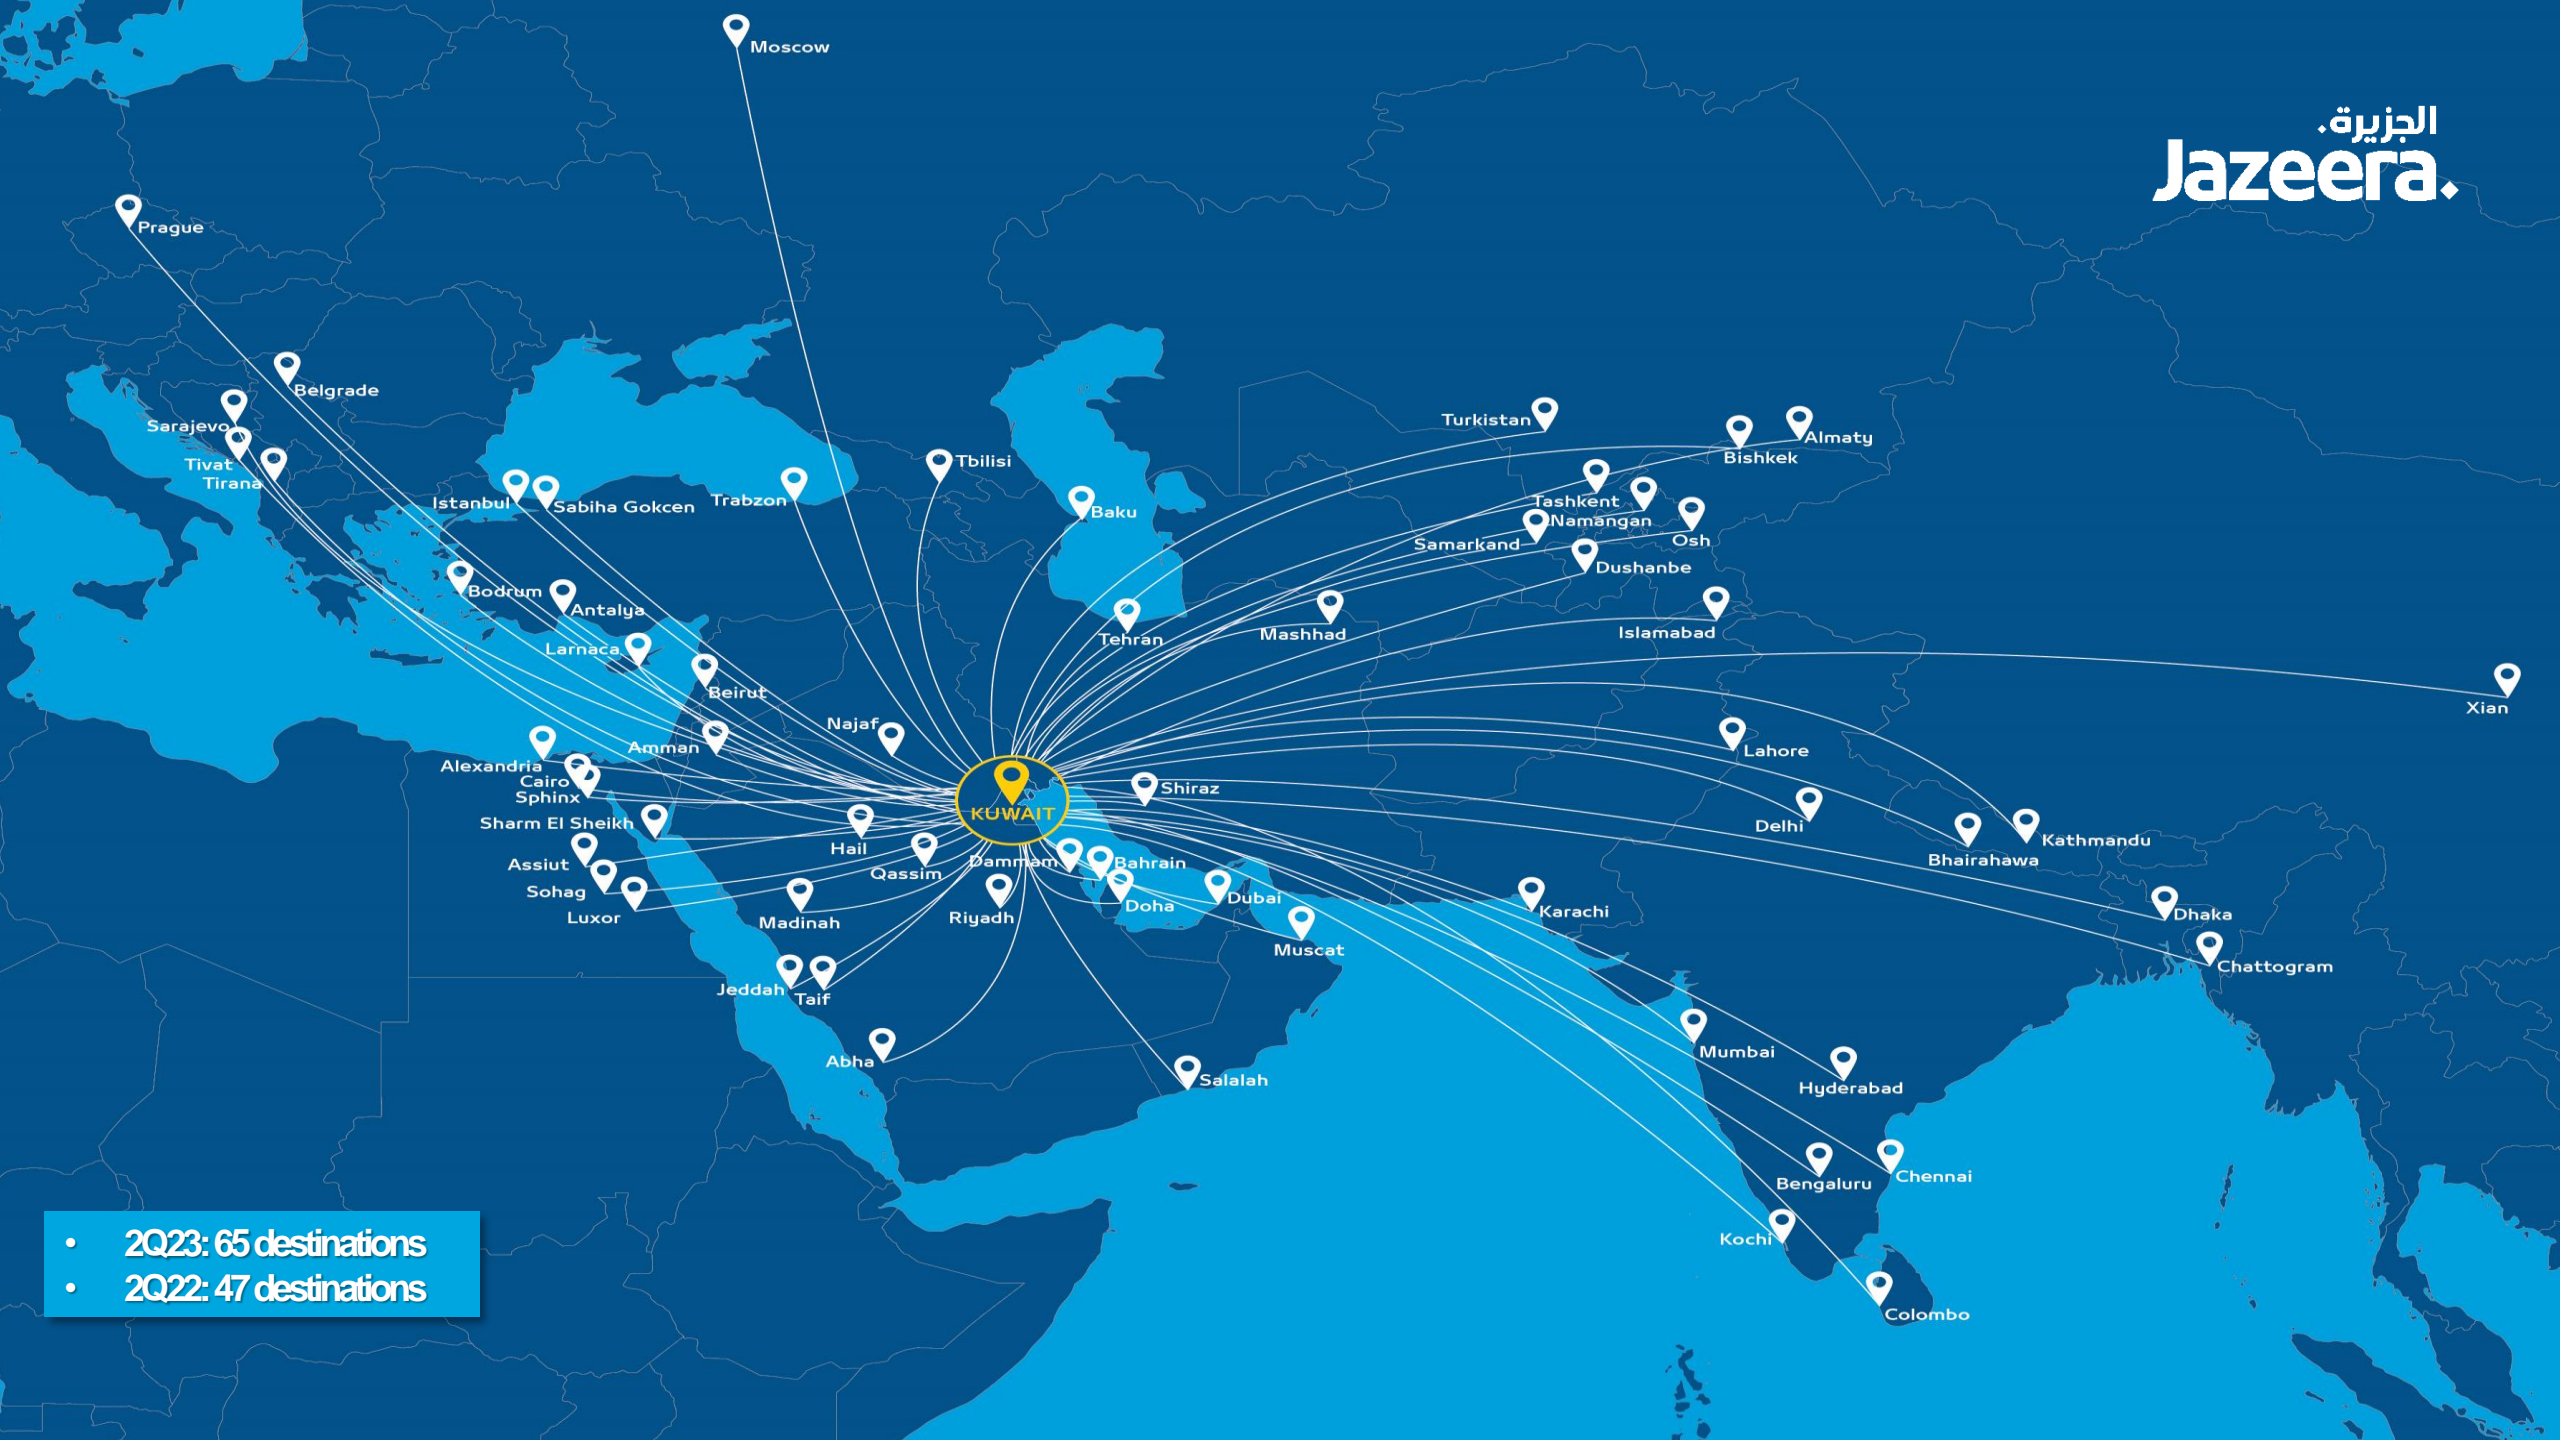 Moscow
الجزيرة.
Jazeera.
Prague
Belgrade
Sarajevo
Tivat
Tirana
Istanbul
Sabiha Gokcen
Trabzon
Tbilisi
Baku
Turkistan
Bishkek
Almaty
Tashkent
Namangan
Samarkand
Osh
Dushanbe
Bodrum
Antalya
Larnaca
Beirut
Tehran
Mashhad
Islamabad
Xian
Najaf
Amman
Alexandria
Cairo
Sphinx
Sharm El Sheikh
Assiut
Sohag
Luxor
Hail
Qassim
KUWAIT
Shiraz
Dammam
Bahrain
Doha
Dubai
Muscat
Riyadh
Madinah
Jeddah
Taif
Abha
Salalah
Lahore
Delhi
Bhairahawa
Kathmandu
Karachi
Dhaka
Chattogram
Mumbai
Hyderabad
Bengaluru
Chennai
Kochi
Colombo
• 2Q23: 65 destinations
• 2Q22: 47 destinations